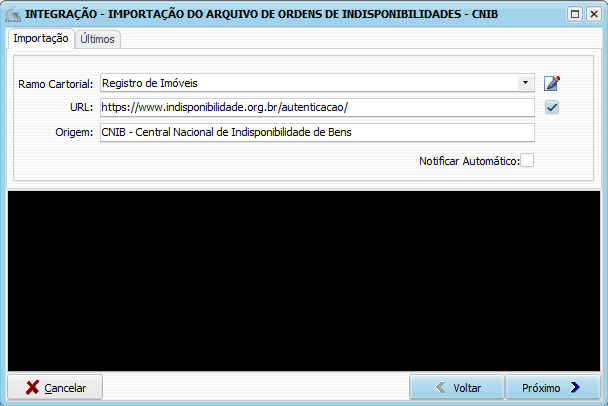 INTEGRAÇÃO - IMPORTAÇÃO DO ARQUIVO DE ORDENS DE INDISPONIBILIDADES - CNIB
Importação Últimos
Ramo Cartorial: Registro de Imóveis
URL: https://www.indisponibilidade.org.br/autenticacao/
Origem: CNIB - Central Nacional de Indisponibilidade de Bens
Notificar Automático:
Cancelar Voltar Próximo